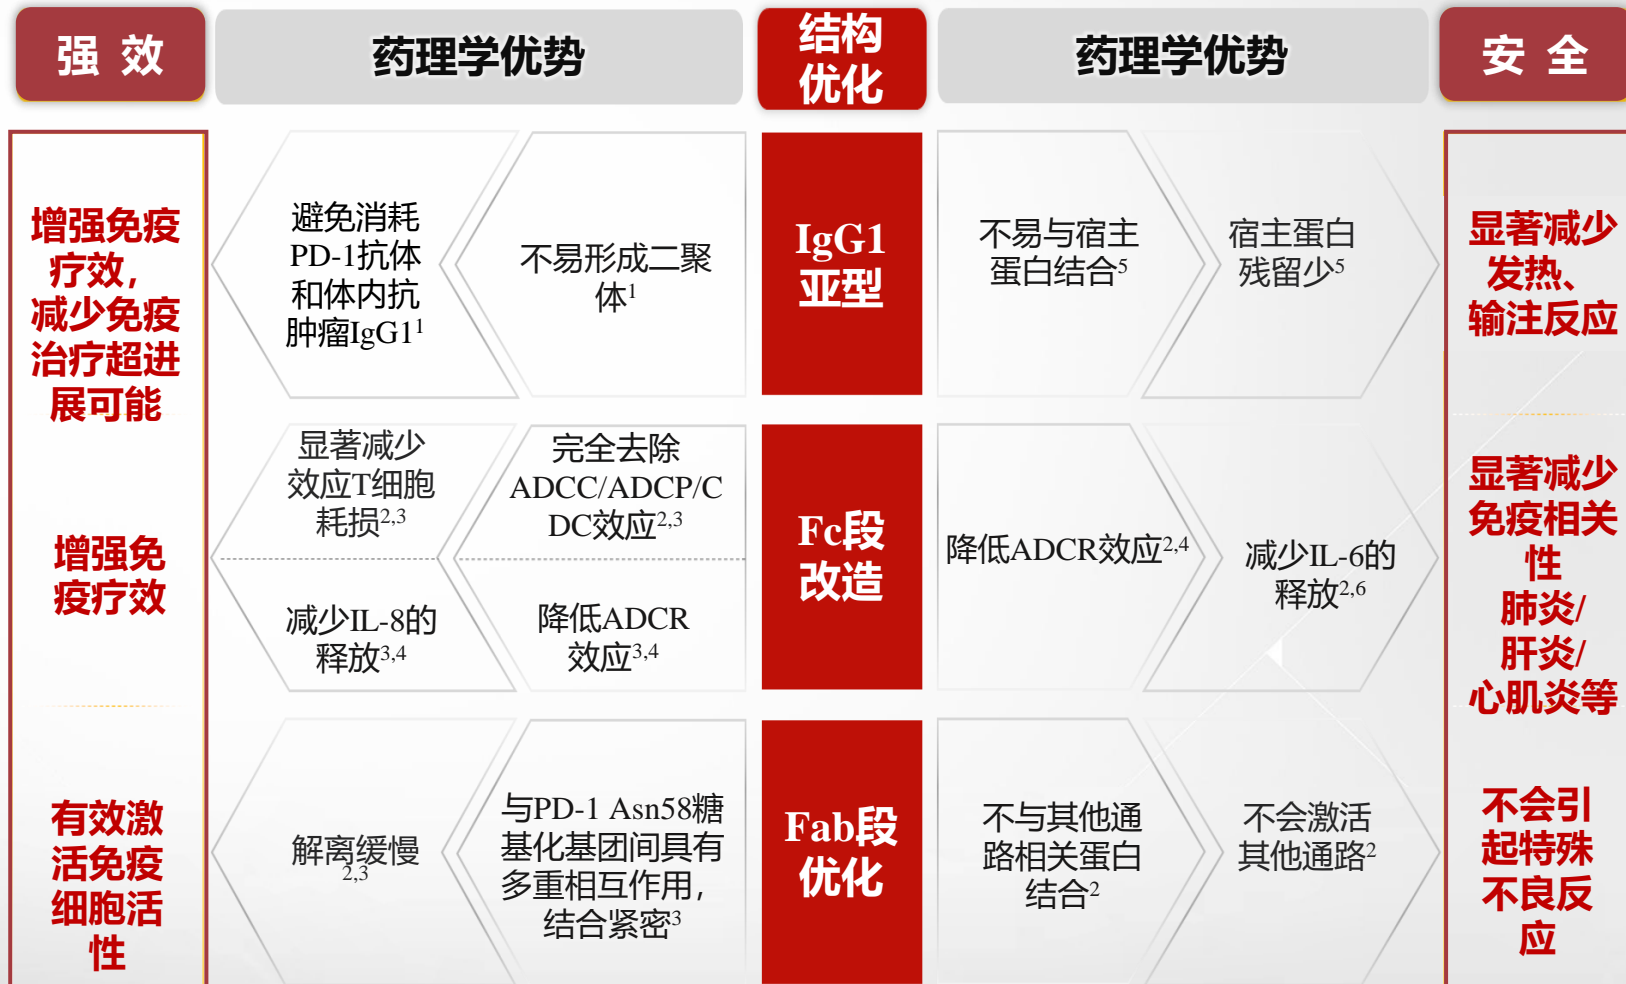 强 效
药理学优势
结构
优化
药理学优势
安 全
增强免疫
疗效，
减少免疫
治疗超进
展可能
避免消耗
PD-1抗体
和体内抗
肿瘤IgG1¹
不易形成二聚
体¹
IgG1
亚型
不易与宿主
蛋白结合⁵
宿主蛋白
残留少⁵
显著减少
发热、
输注反应
增强免
疫疗效
显著减少
效应T细胞
耗损²,³
完全去除
ADCC/ADCP/C
DC效应²,³
减少IL-8的
释放³,⁴
降低ADCR
效应³,⁴
Fc段
改造
降低ADCR效应²,⁴
减少IL-6的
释放²,⁶
显著减少
免疫相关
性
肺炎/
肝炎/
心肌炎等
有效激
活免疫
细胞活
性
解离缓慢
²,³
与PD-1 Asn58糖
基化基团间具有
多重相互作用，
结合紧密³
Fab段
优化
不与其他通
路相关蛋白
结合²
不会激活
其他通路²
不会引
起特殊
不良反
应